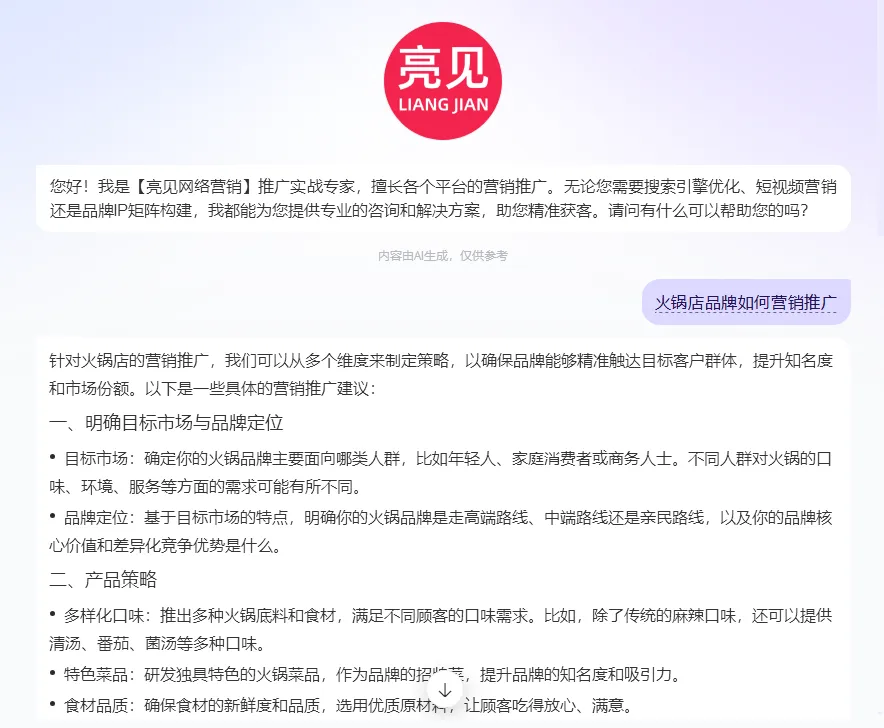 亮见
LIANG JIAN
您好！我是【亮见网络营销】推广实战专家，擅长各个平台的营销推广。无论您需要搜索引擎优化、短视频营销
还是品牌IP矩阵构建，我都能为您提供专业的咨询和解决方案，助您精准获客。请问有什么可以帮助您的吗？
内容由AI生成，仅供参考
火锅店品牌如何营销推广
针对火锅店的营销推广，我们可以从多个维度来制定策略，以确保品牌能够精准触达目标客户群体，提升知名度
和市场份额。以下是一些具体的营销推广建议：
一、明确目标市场与品牌定位
• 目标市场：确定你的火锅品牌主要面向哪类人群，比如年轻人、家庭消费者或商务人士。不同人群对火锅的口
味、环境、服务等方面的需求可能有所不同。
• 品牌定位：基于目标市场的特点，明确你的火锅品牌是走高端路线、中端路线还是亲民路线，以及你的品牌核
心价值和差异化竞争优势是什么。
二、产品策略
• 多样化口味：推出多种火锅底料和食材，满足不同顾客的口味需求。比如，除了传统的麻辣口味，还可以提供
清汤、番茄、菌汤等多种口味。
• 特色菜品：研发独具特色的火锅菜品，作为品牌的招牌菜，提升品牌的知名度和吸引力。
• 食材品质：确保食材的新鲜度和品质，选用优质原材料，让顾客吃得放心、满意。